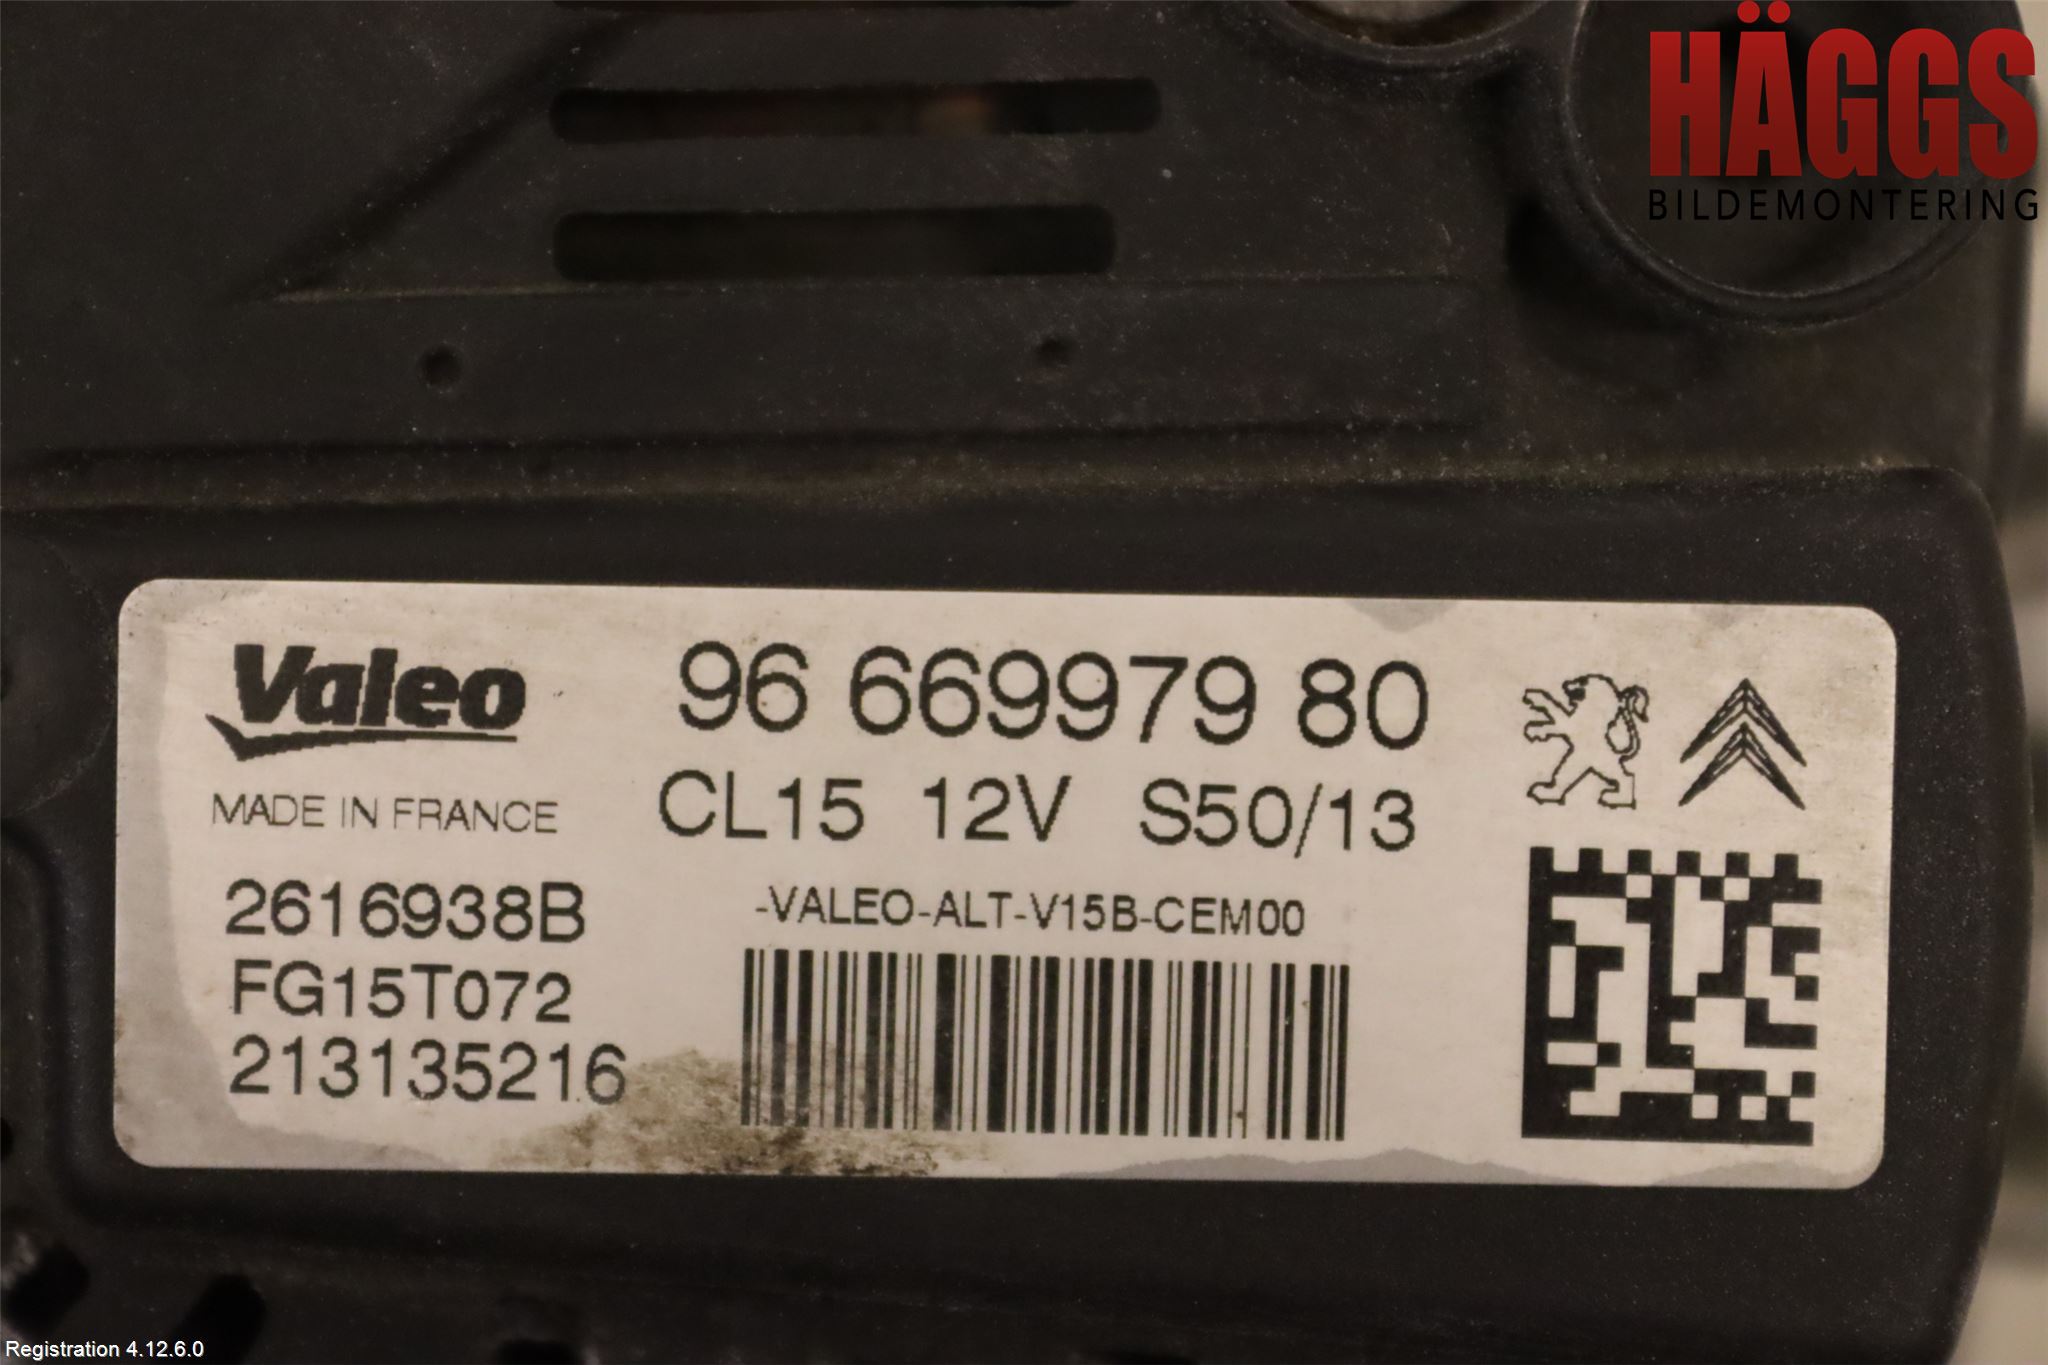 HÄGGS
BILDEMONTERING
Valeo
96 669979 80
MADE IN FRANCE
CL15 12V S50/13
2616938B
-VALEO-ALT-V15B-CEM00
FG15T072
213135216
Registration 4.12.6.0